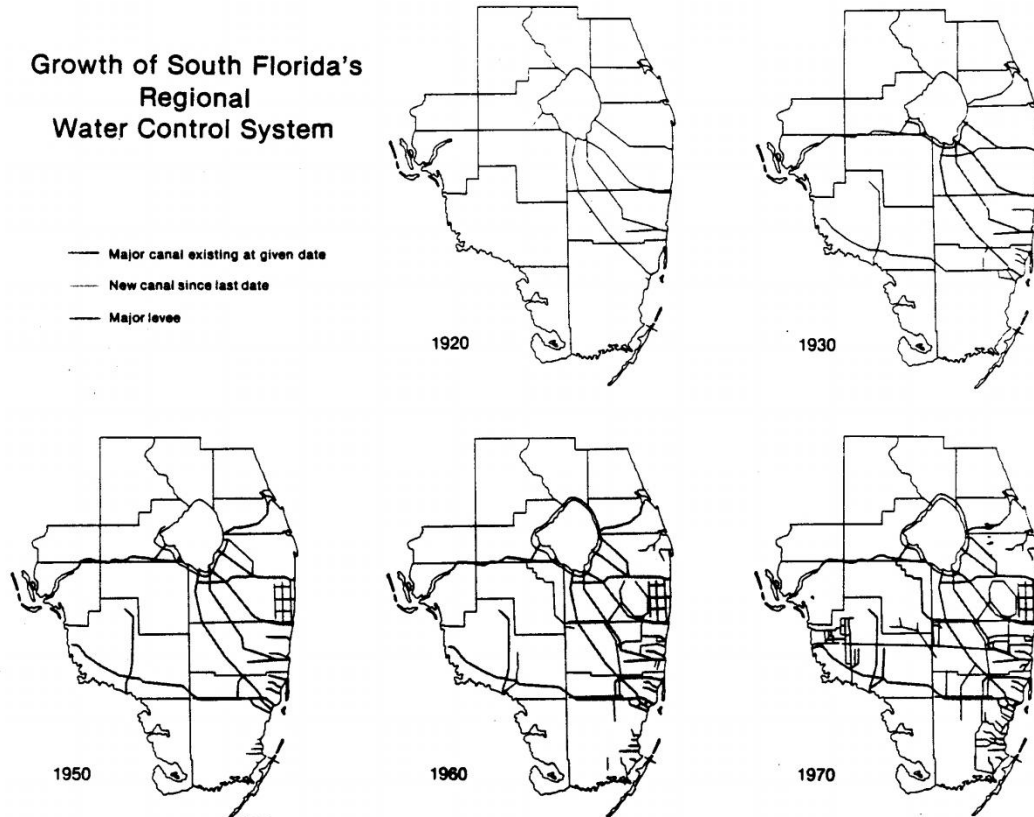 Growth of South Florida's
Regional
Water Control System
Major canal existing at given date
New canal since last date
Major levee
1920
1930
1950
1960
1970